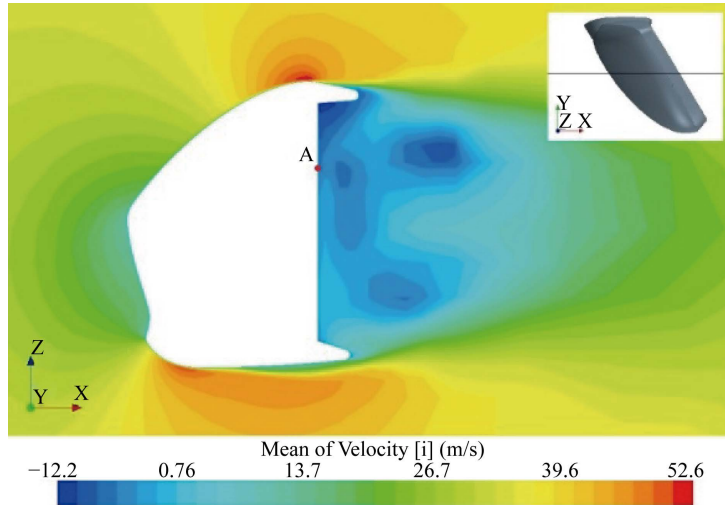 Y
Z X
A
Z
Y X
Mean of Velocity [i] (m/s)
−12.2 0.76 13.7 26.7 39.6 52.6